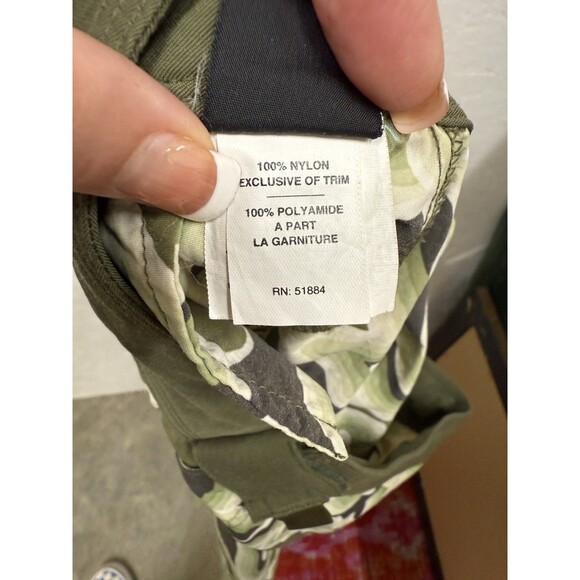 100% NYLON
EXCLUSIVE OF TRIM
100% POLYAMIDE
A PART
LA GARNITURE
RN: 51884